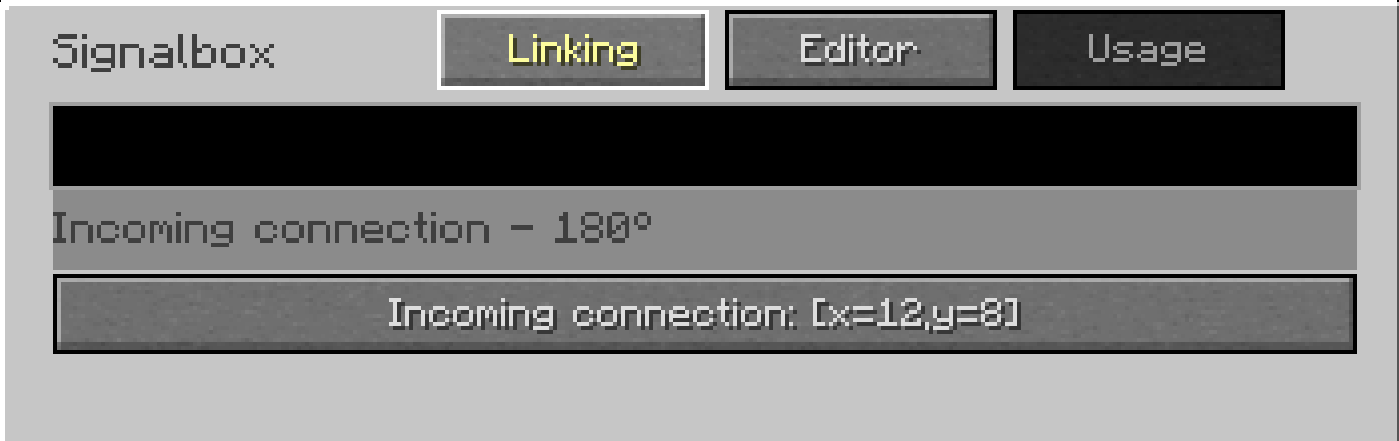 Signalbox Linking Editor Usage
Incoming connection - 180°
Incoming connection: [x=12,y=8]